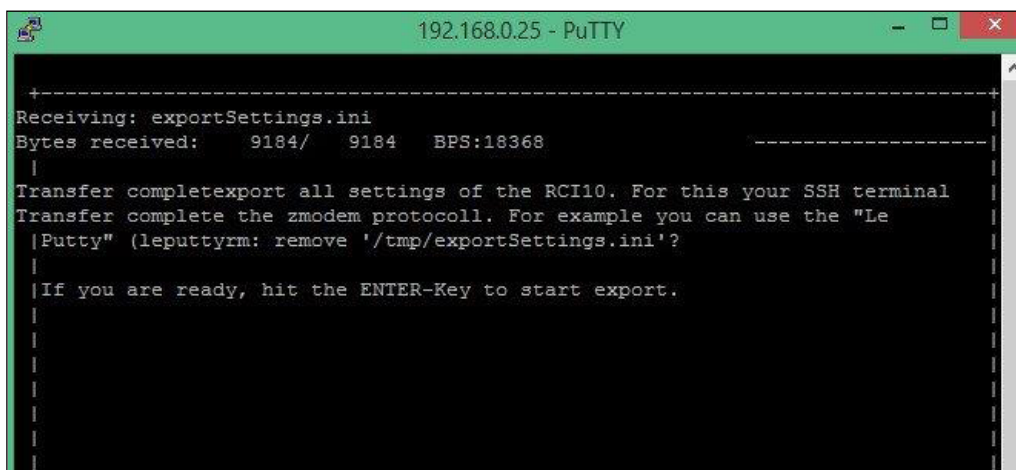 192.168.0.25 - PuTTY
Receiving: exportSettings.ini
Bytes received:    9184/   9184   BPS:18368
Transfer completexport all settings of the RCI10. For this your SSH terminal
Transfer complete the zmodem protocoll. For example you can use the "Le
|Putty" (leputtyrm: remove '/tmp/exportSettings.ini'?
|If you are ready, hit the ENTER-Key to start export.